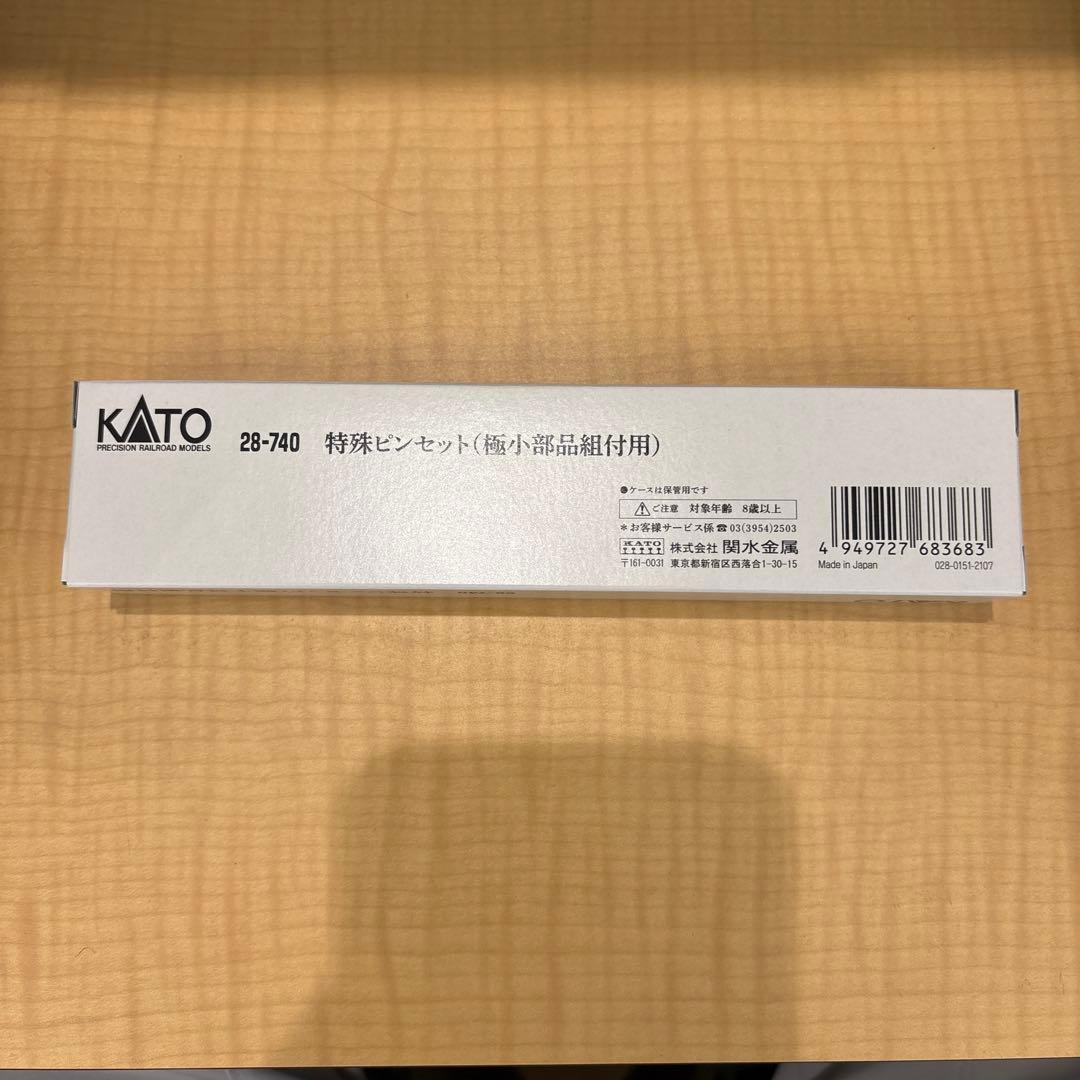 KATO
PRECISION RAILROAD MODELS
28-740 特殊ピンセット(極小部品組付用)
●ケースは保管用です
⚠ご注意 対象年齢 8歳以上
*お客様サービス係☎03(3954)2503
KATO 株式会社 関水金属
〒161-0031 東京都新宿区西落合1-30-15
4 949727 683683
Made in Japan 028-0151-2107